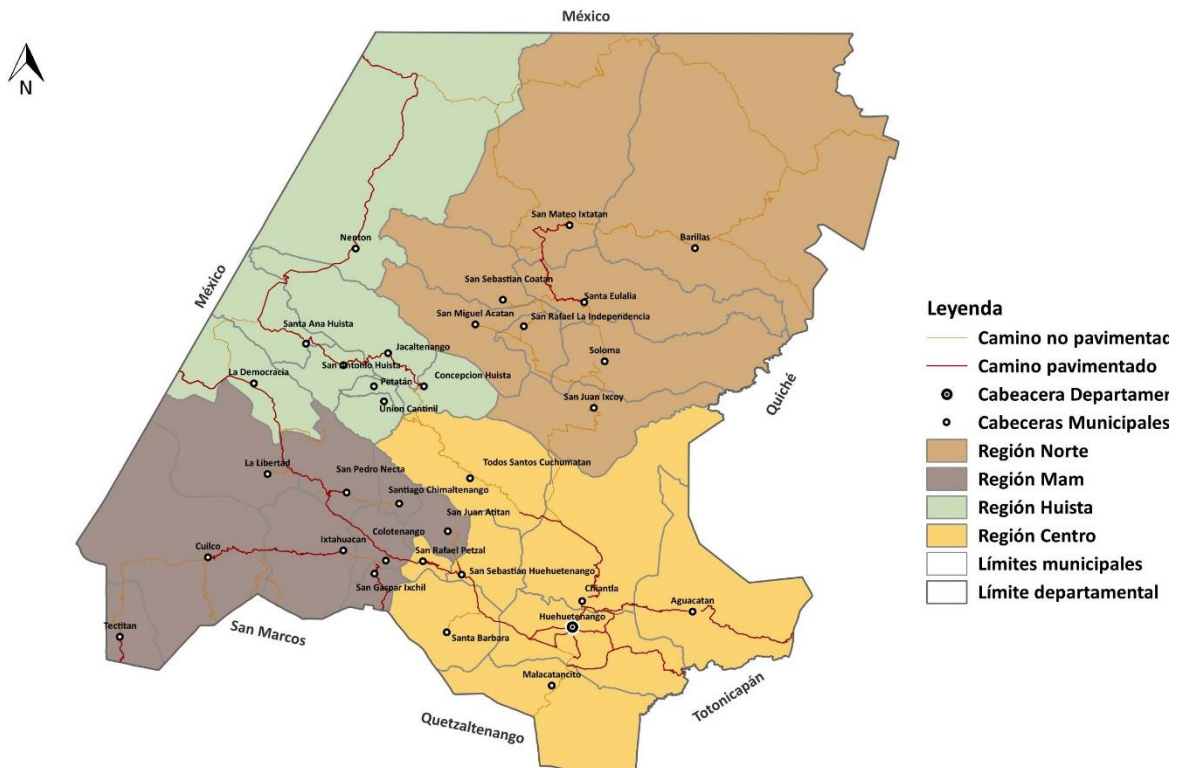 México
N
San Mateo Ixtatan
Nenton
Barillas
México
San Sebastian Coatan
Santa Eulalia
San Miguel Acatan
San Rafael La Independencia
Santa Ana Huista
Jacaltenango
Soloma
San Antonio Huista
La Democracia
Petatán
Concepcion Huista
Quiché
San Juan Ixcoy
Union Cantinil
La Libertad
San Pedro Necta
Todos Santos Cuchumatan
Santiago Chimaltenango
San Juan Atitan
Cuilco
Ixtahuacan
Colotenango
San Rafael Petzal
San Sebastian Huehuetenango
San Gaspar Ixchil
Chiantla
Aguacatan
Huehuetenango
Tectitan
San Marcos
Santa Barbara
Malacatancito
Totonicapán
Quetzaltenango
Leyenda
Camino no pavimentad
Camino pavimentado
Cabeacera Departamen
Cabeceras Municipales
Región Norte
Región Mam
Región Huista
Región Centro
Límites municipales
Límite departamental